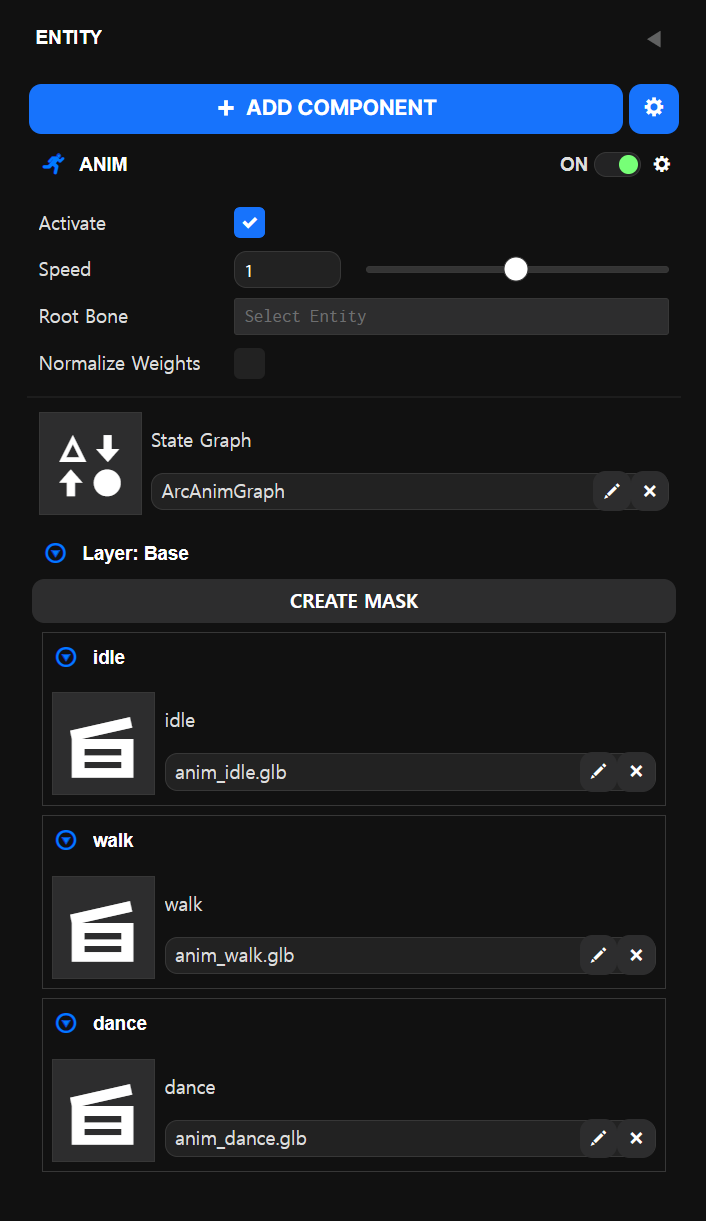 ENTITY
+ ADD COMPONENT
ANIM ON
Activate
Speed 1
Root Bone Select Entity
Normalize Weights
State Graph
ArcAnimGraph
Layer: Base
CREATE MASK
idle
idle
anim_idle.glb
walk
walk
anim_walk.glb
dance
dance
anim_dance.glb